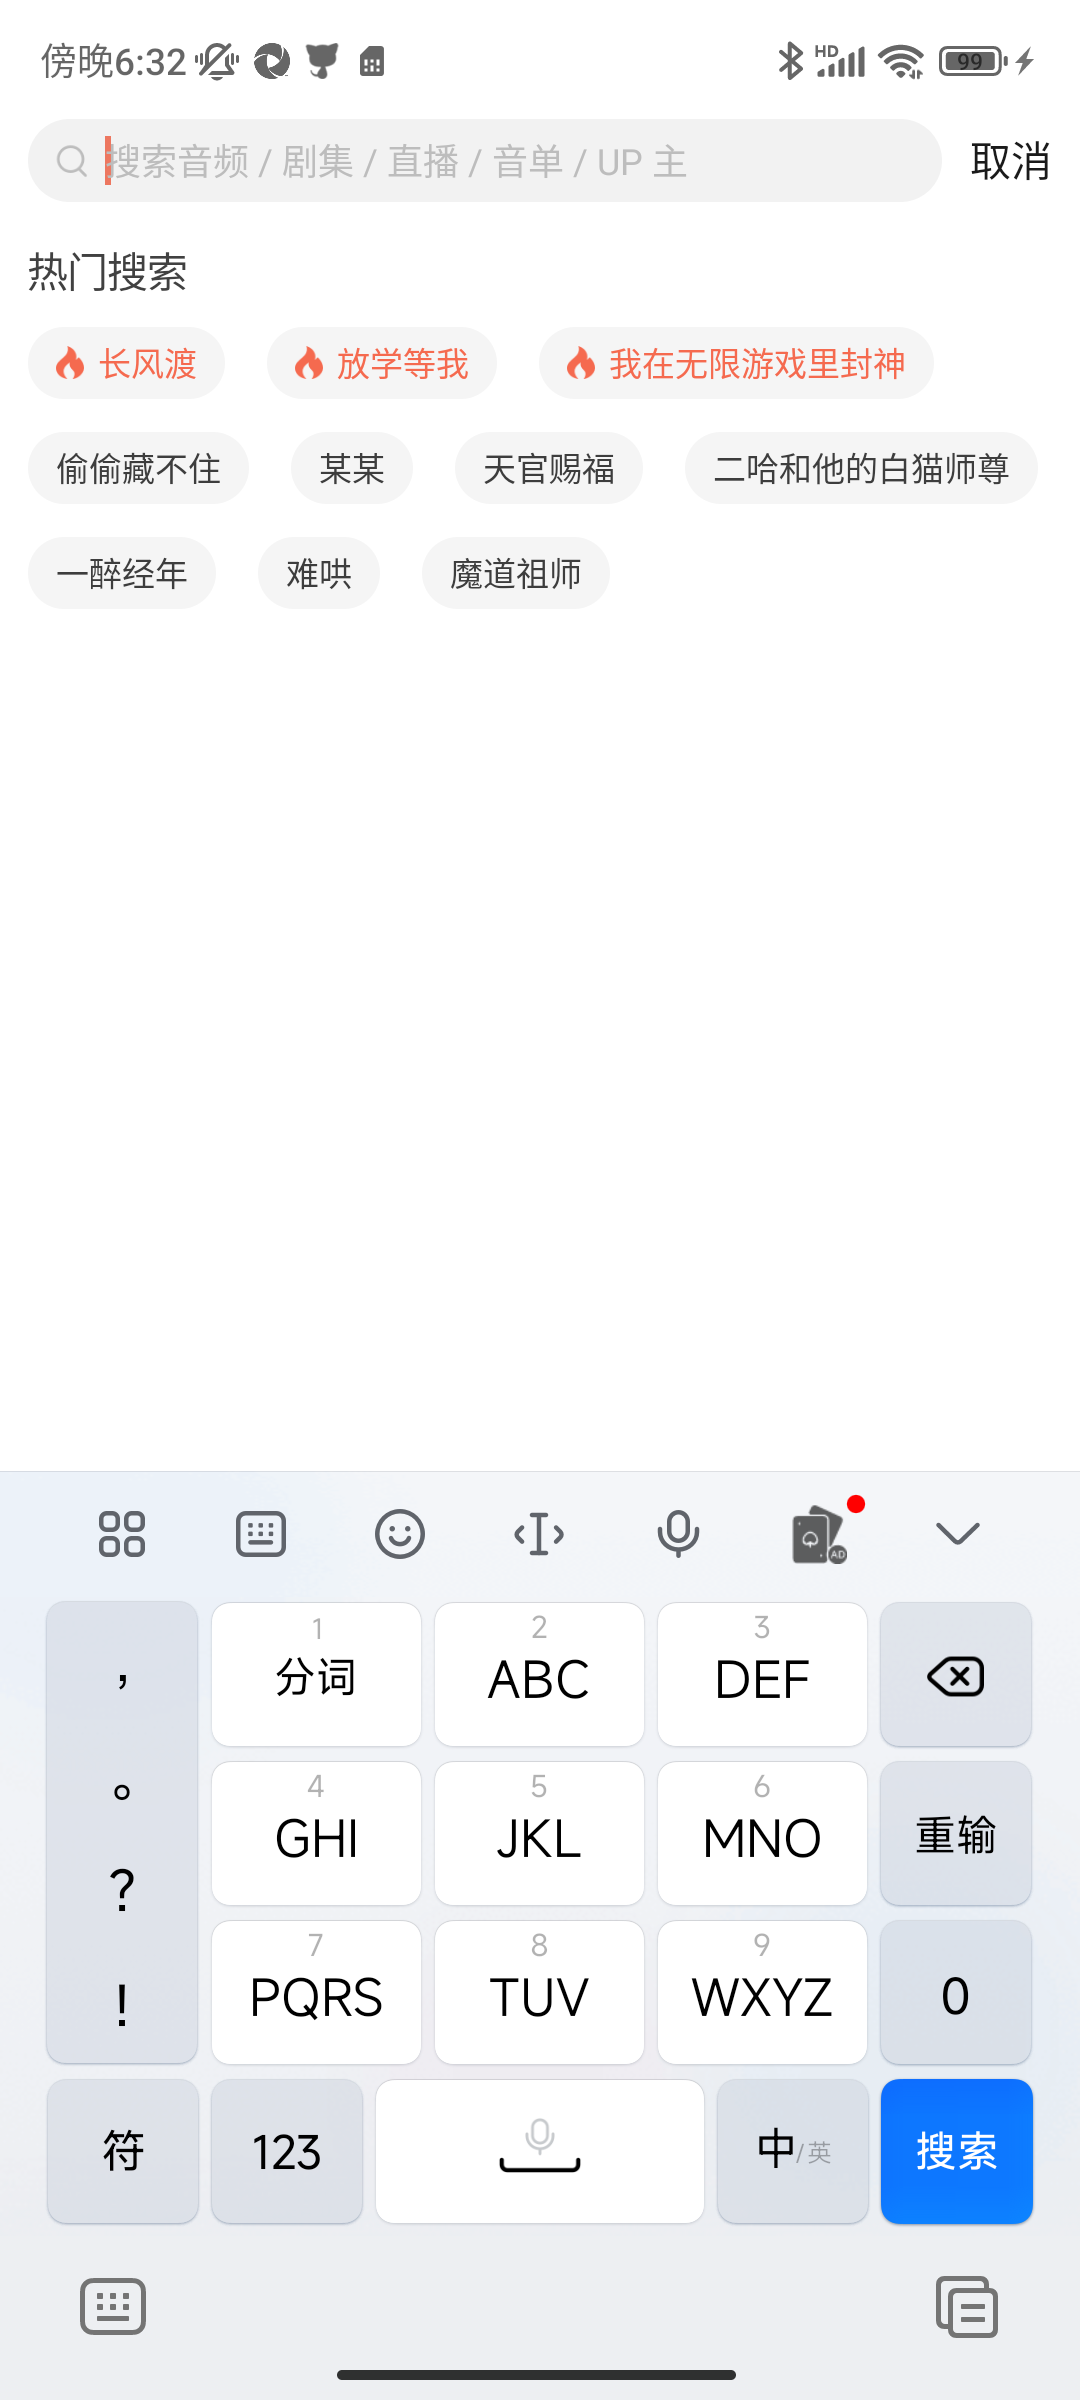 傍晚6:32 HD 99
搜索音频 / 剧集 / 直播 / 音单 / UP 主 取消
热门搜索
长风渡 放学等我 我在无限游戏里封神
偷偷藏不住 某某 天官赐福 二哈和他的白猫师尊
一醉经年 难哄 魔道祖师
AD
, 1 2 3
分词 ABC DEF
。 4 5 6
GHI JKL MNO 重输
?
7 8 9
! PQRS TUV WXYZ 0
符 123 中/英 搜索